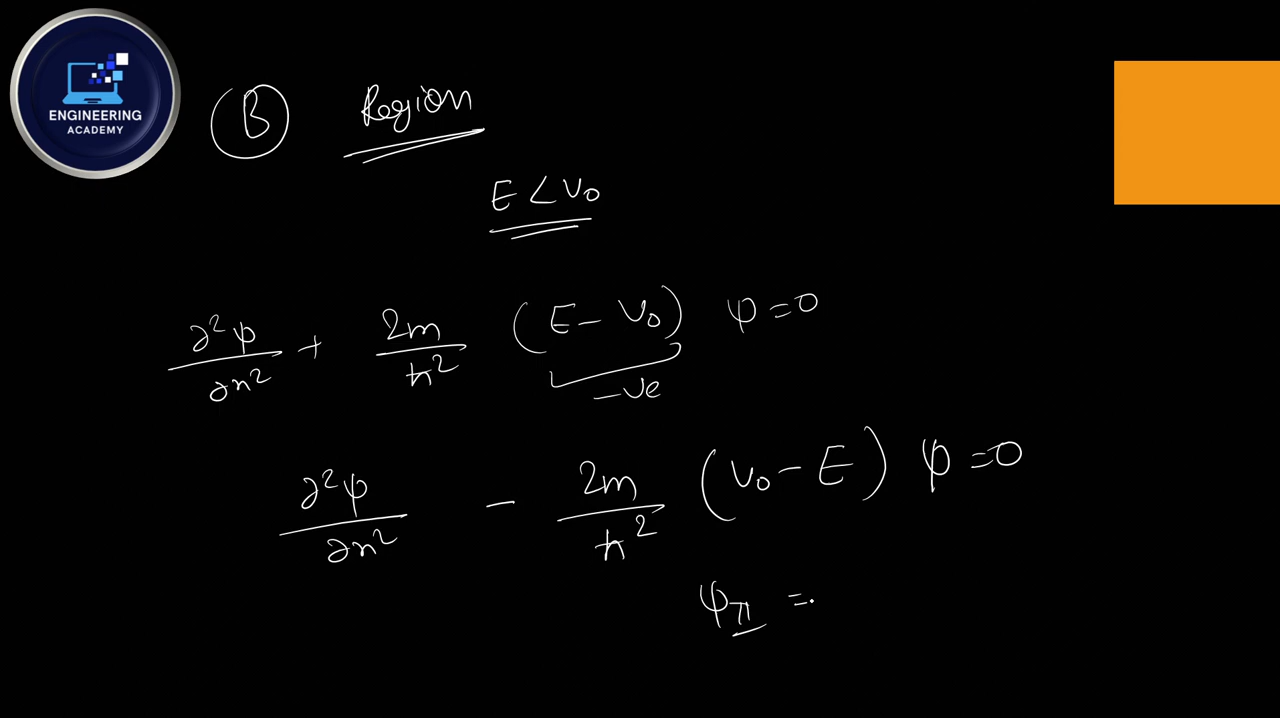 ENGINEERING
ACADEMY
B Region
E < V₀
∂²ψ/∂x² + 2m/ħ² (E - V₀) ψ = 0
-ve
∂²ψ/∂x² - 2m/ħ² (V₀ - E) ψ = 0
ψ_II =